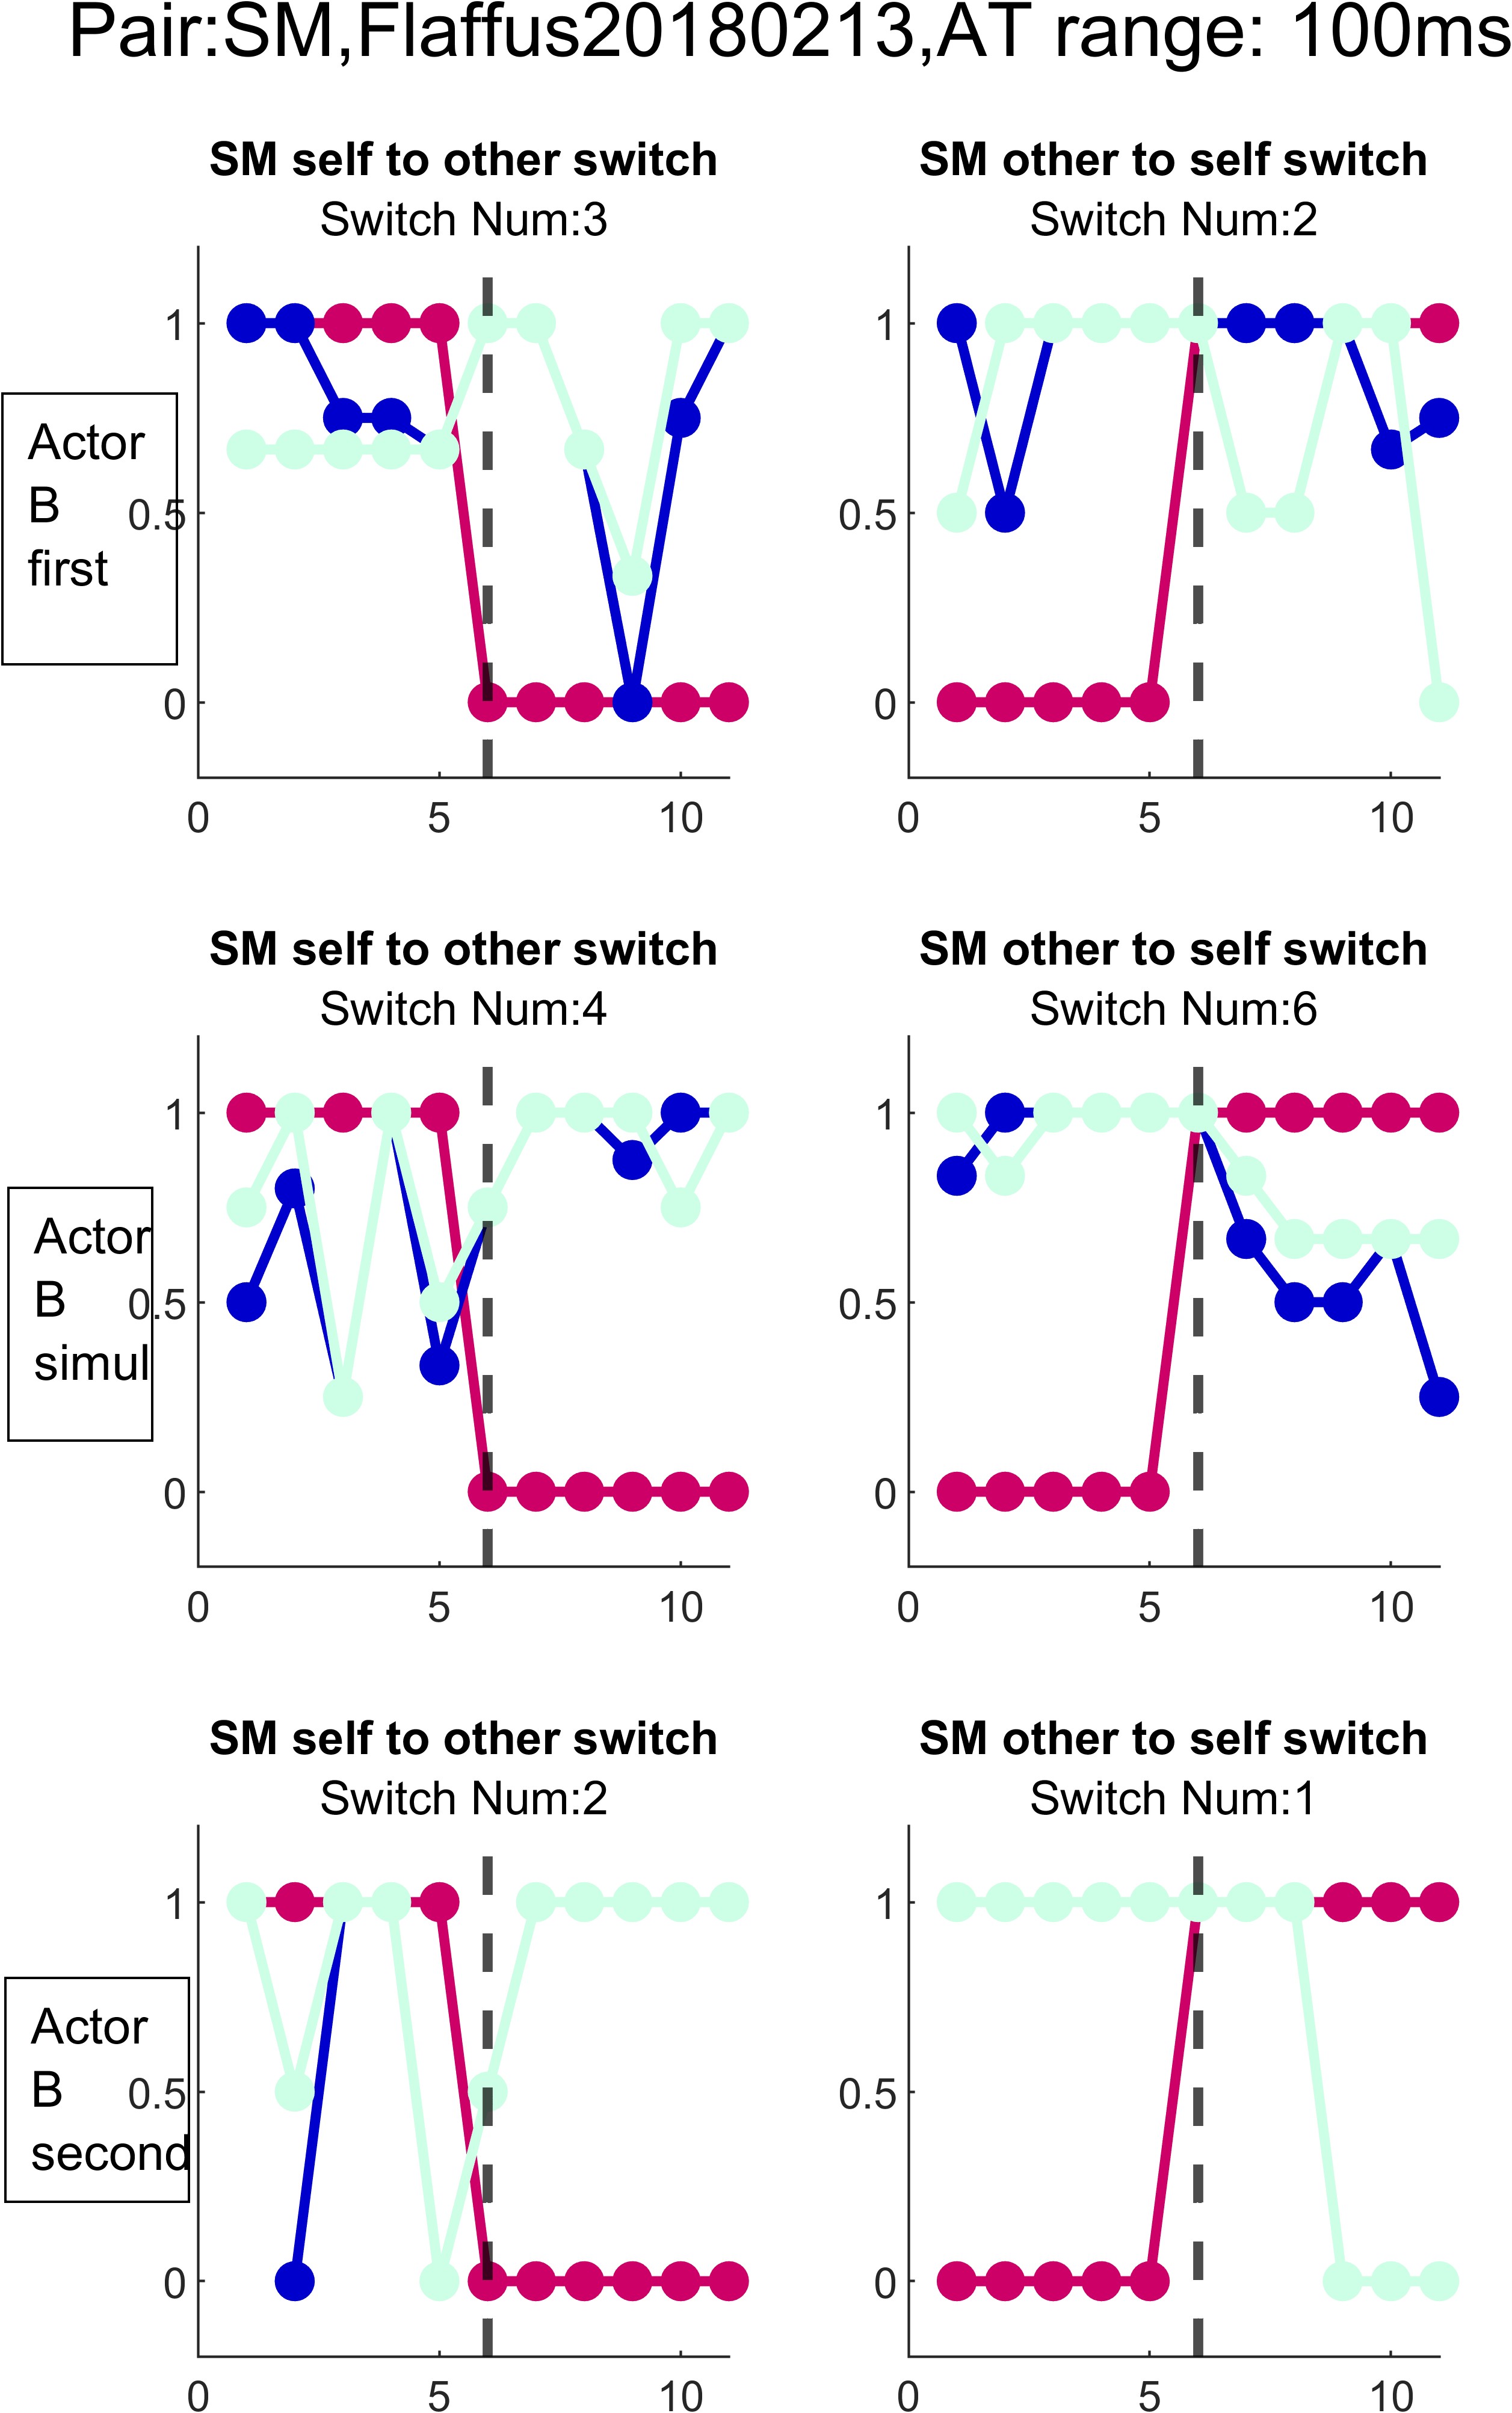 Pair:SM,Flaffus20180213,AT range: 100ms
SM self to other switch
Switch Num:3
SM other to self switch
Switch Num:2
Actor
B
first
1
0.5
0
0
5
10
1
0.5
0
0
5
10
SM self to other switch
Switch Num:4
SM other to self switch
Switch Num:6
Actor
B
simul
1
0.5
0
0
5
10
1
0.5
0
0
5
10
SM self to other switch
Switch Num:2
SM other to self switch
Switch Num:1
Actor
B
second
1
0.5
0
0
5
10
1
0.5
0
0
5
10